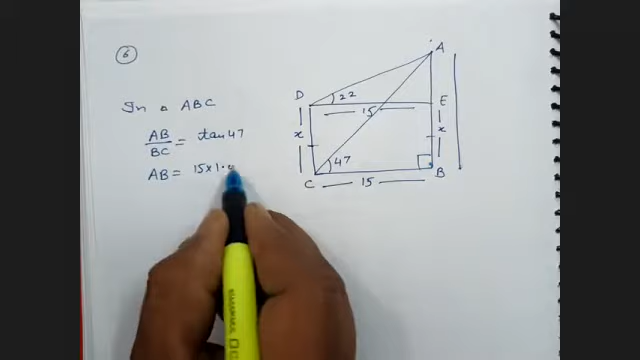 6
In △ ABC
AB/BC = tan 47
AB = 15 x 1.
A
D
22
E
15
x
x
47
C
15
B